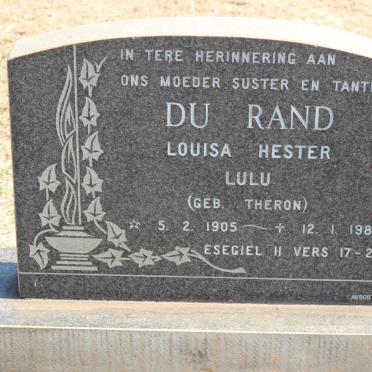 IN TERE HERINNERING AAN
ONS MOEDER SUSTER EN TANT
DU RAND
LOUISA HESTER
LULU
(GEB. THERON)
☆ 5. 2. 1905 ~ † 12. 1. 198
ESEGIEL II VERS 17-2